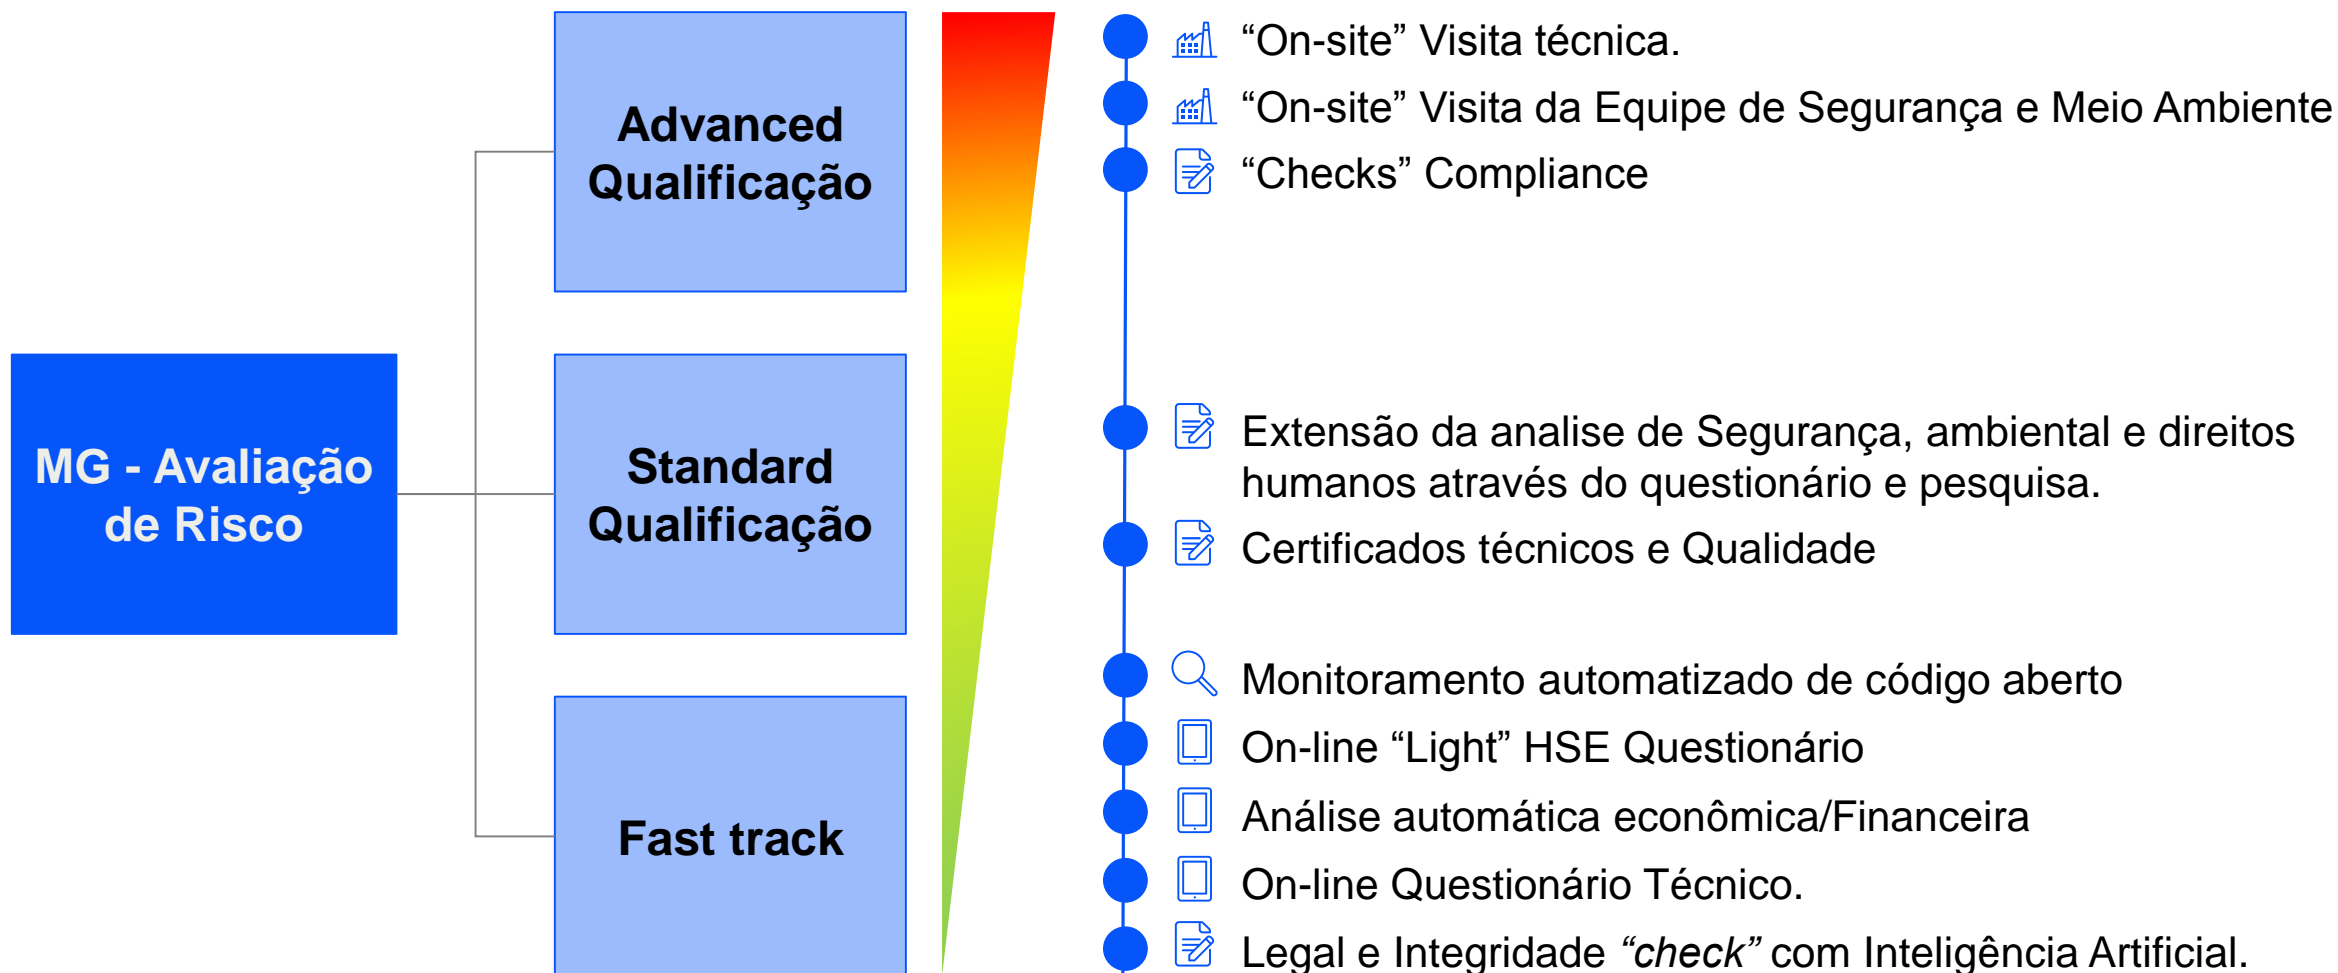 MG - Avaliação
de Risco
Advanced
Qualificação
Standard
Qualificação
Fast track
“On-site” Visita técnica.
“On-site” Visita da Equipe de Segurança e Meio Ambiente
“Checks” Compliance
Extensão da analise de Segurança, ambiental e direitos
humanos através do questionário e pesquisa.
Certificados técnicos e Qualidade
Monitoramento automatizado de código aberto
On-line “Light” HSE Questionário
Análise automática econômica/Financeira
On-line Questionário Técnico.
Legal e Integridade “check” com Inteligência Artificial.